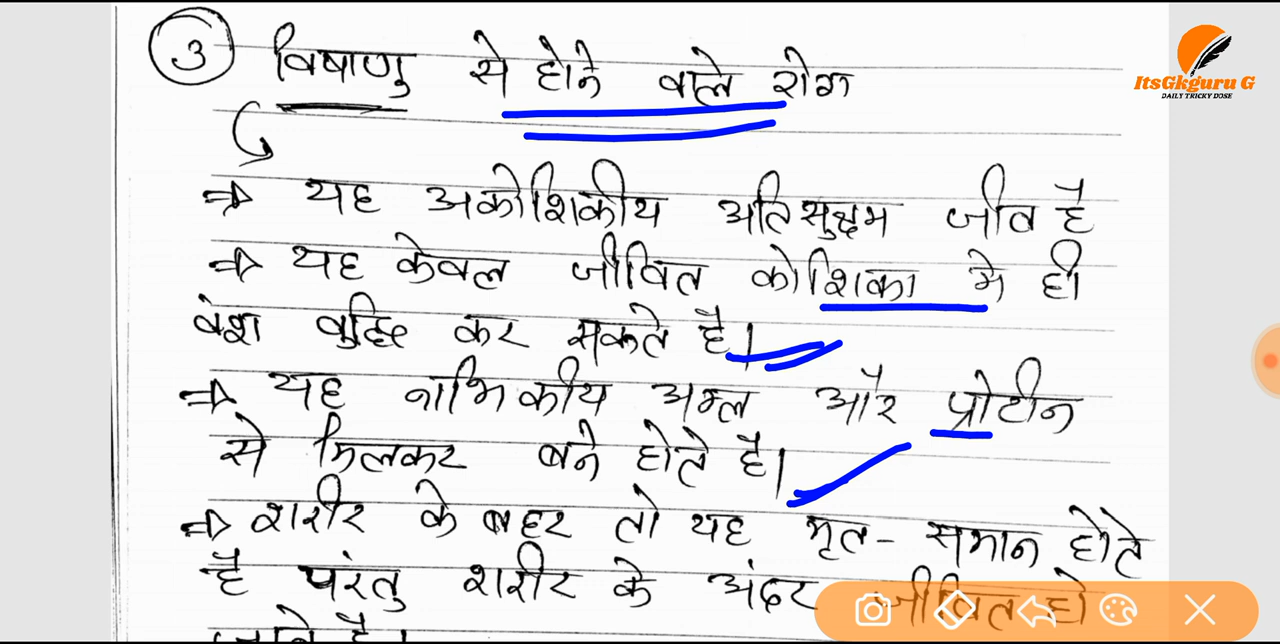 3 विषाणु से होने वाले रोग
ItsGkguru G
DAILY TRICKY DOSE
⇒ यह अकोशिकीय अति सुक्ष्म जीव है
⇒ यह केवल जीवित कोशिका मे ही
वंश वृद्धि कर सकते है।
⇒ यह नाभिकीय अम्ल और प्रोटीन
से मिलकर बने होते है।
⇒ शरीर के बहर तो यह मृत - समान होते
है परंतु शरीर के अंदर जीवित हो
जाते है।